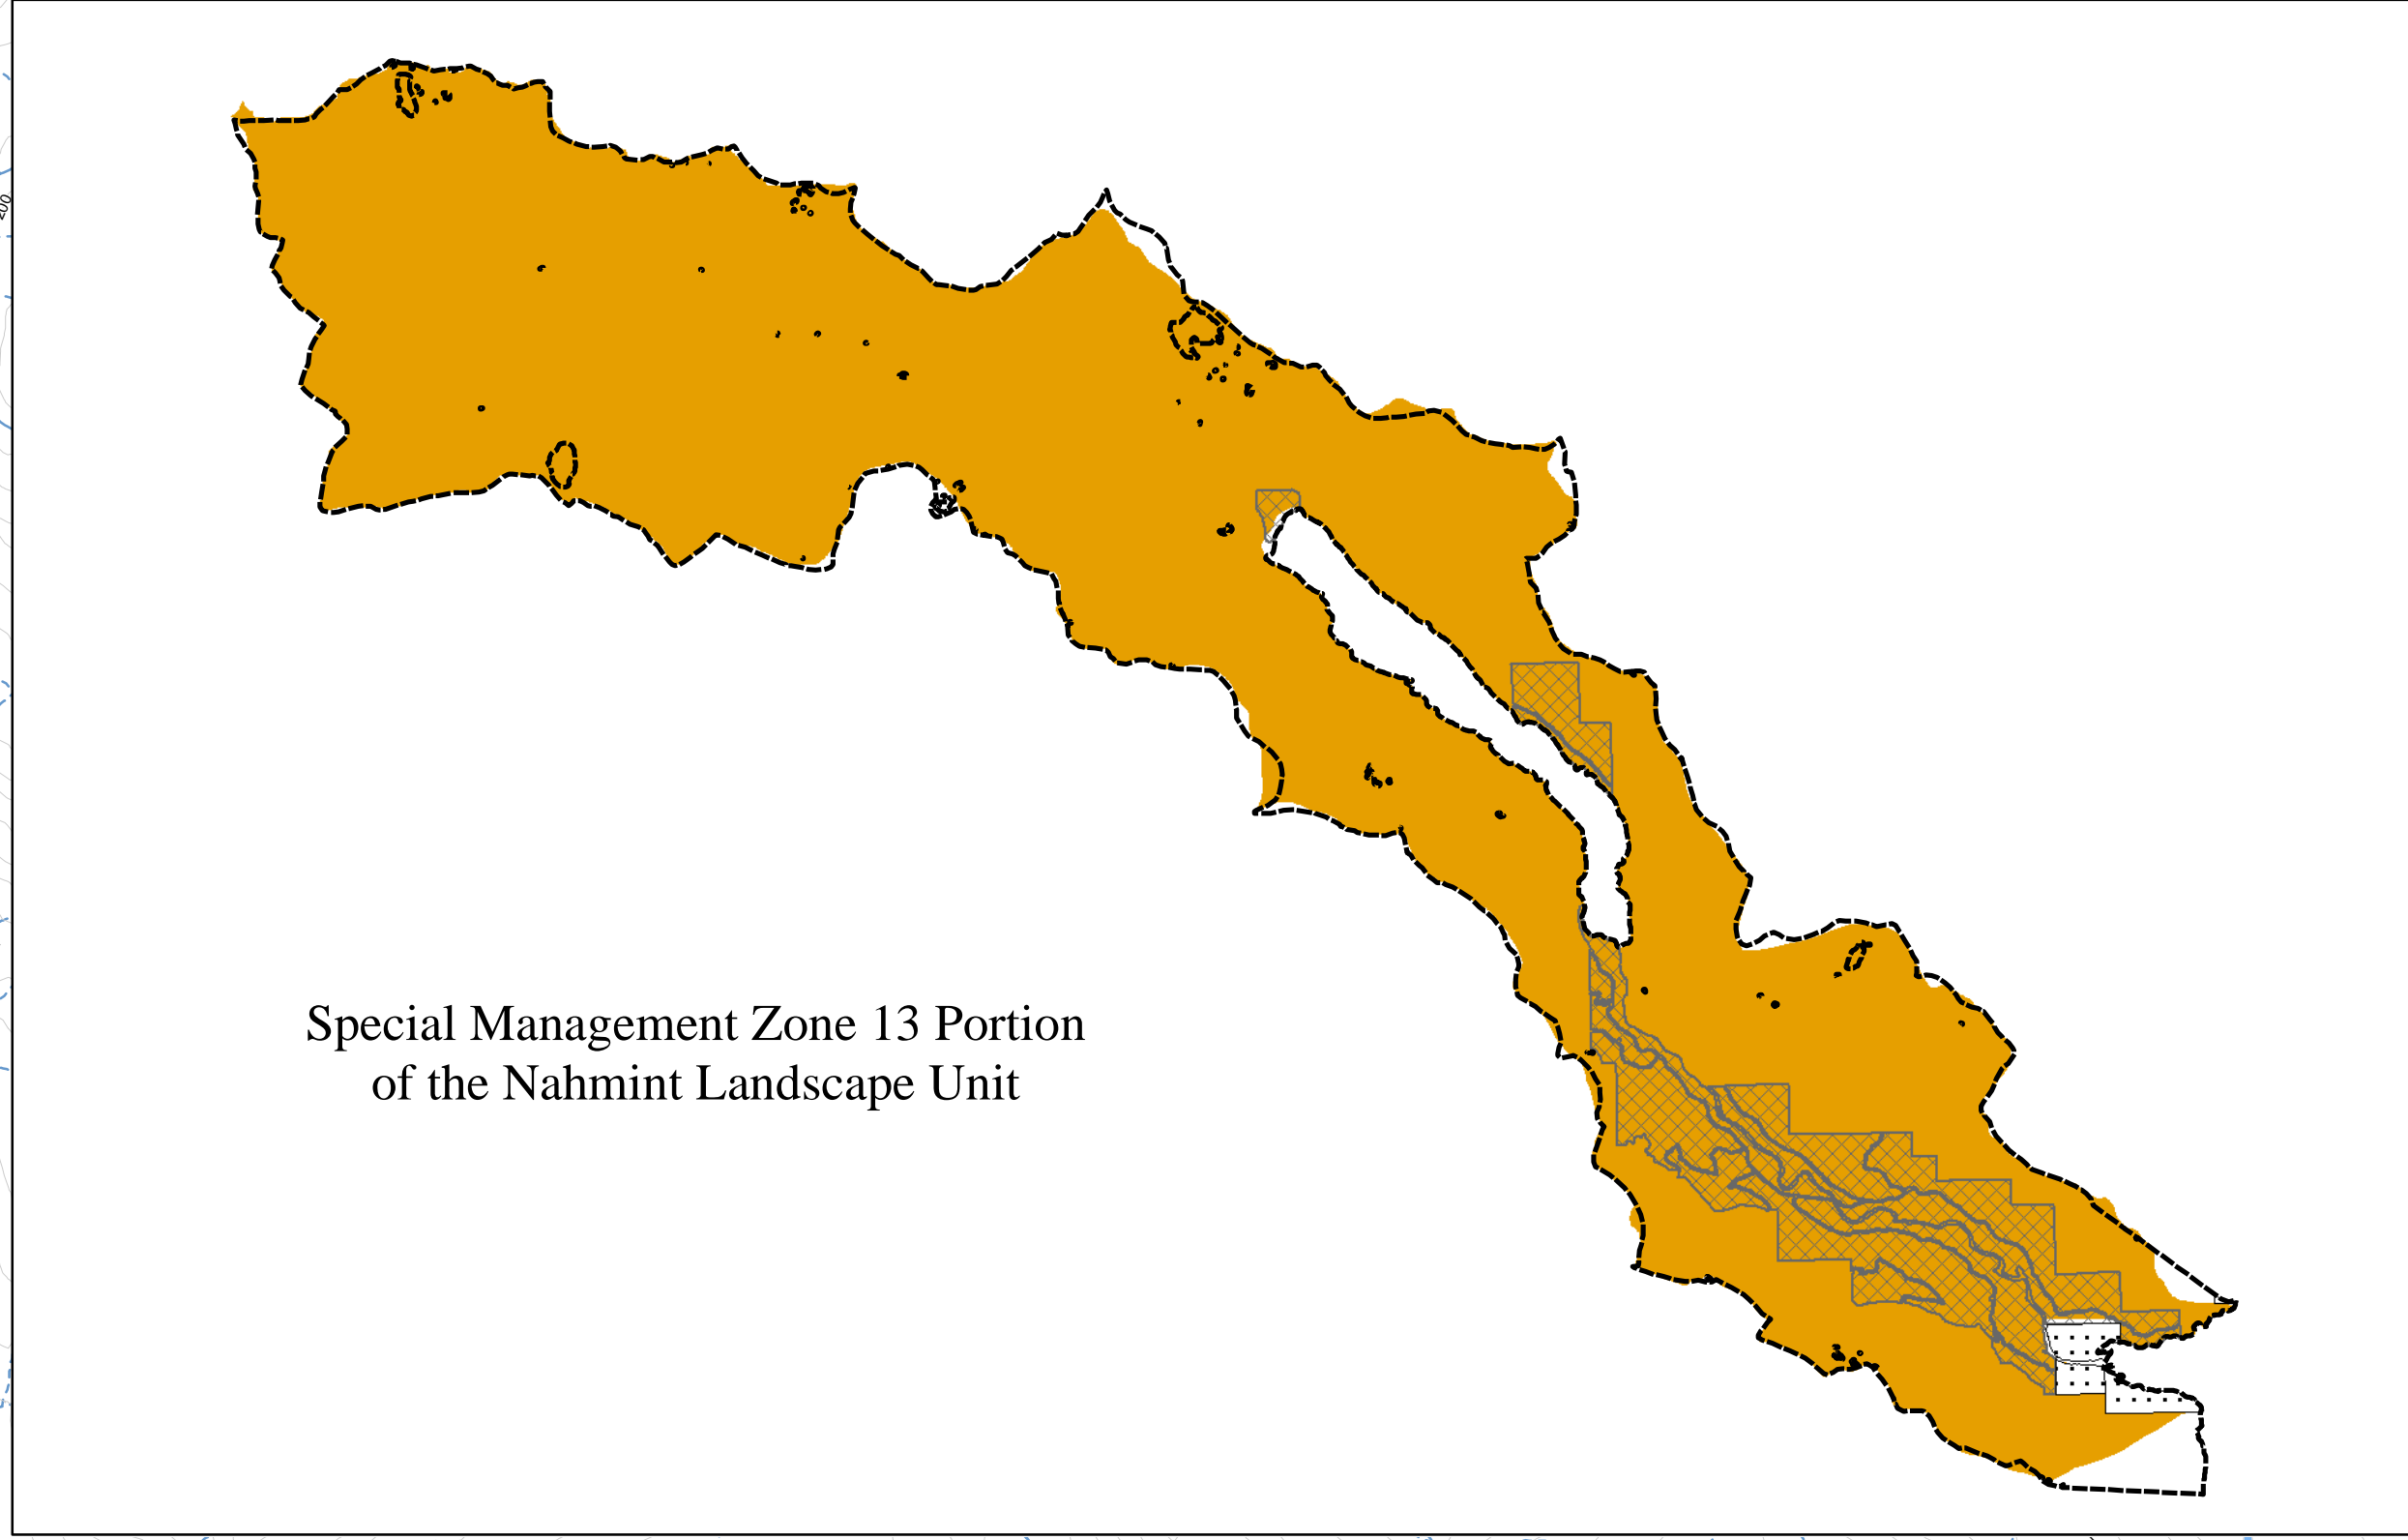 Special Management Zone 13 Portion
of the Nahmint Landscape Unit